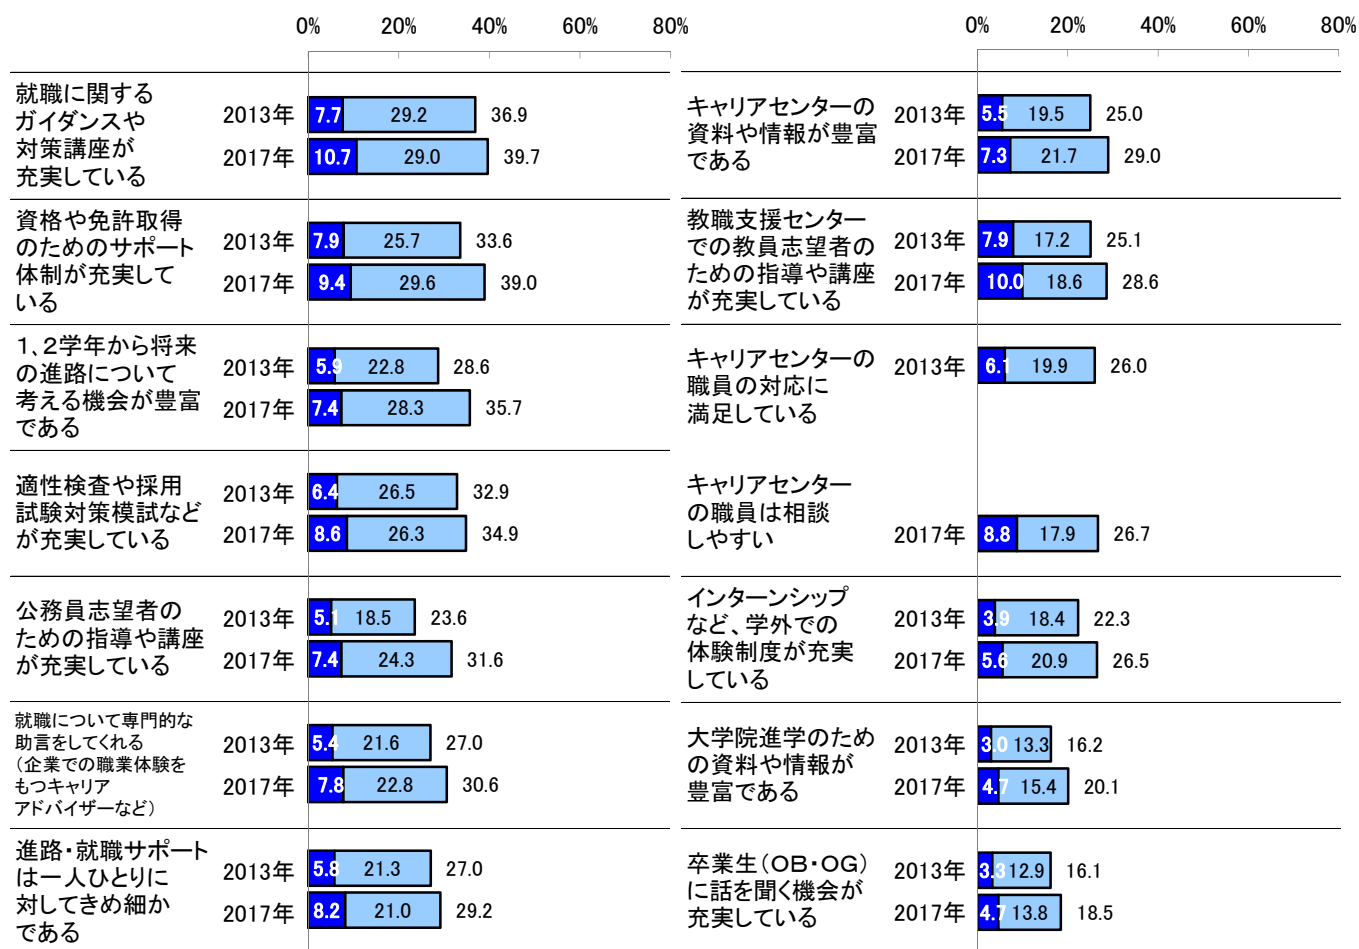 0% 20% 40% 60% 80%
就職に関する
ガイダンスや
対策講座が
充実している
2013年 7.7 29.2 36.9
2017年 10.7 29.0 39.7
資格や免許取得
のためのサポート
体制が充実して
いる
2013年 7.9 25.7 33.6
2017年 9.4 29.6 39.0
1、2学年から将来
の進路について
考える機会が豊富
である
2013年 5.9 22.8 28.6
2017年 7.4 28.3 35.7
適性検査や採用
試験対策模試など
が充実している
2013年 6.4 26.5 32.9
2017年 8.6 26.3 34.9
公務員志望者の
ための指導や講座
が充実している
2013年 5.1 18.5 23.6
2017年 7.4 24.3 31.6
就職について専門的な
助言をしてくれる
(企業での職業体験を
もつキャリア
アドバイザーなど)
2013年 5.4 21.6 27.0
2017年 7.8 22.8 30.6
進路・就職サポート
は一人ひとりに
対してきめ細か
である
2013年 5.8 21.3 27.0
2017年 8.2 21.0 29.2
0% 20% 40% 60% 80%
キャリアセンターの
資料や情報が豊富
である
2013年 5.5 19.5 25.0
2017年 7.3 21.7 29.0
教職支援センター
での教員志望者の
ための指導や講座
が充実している
2013年 7.9 17.2 25.1
2017年 10.0 18.6 28.6
キャリアセンターの
職員の対応に
満足している
2013年 6.1 19.9 26.0
キャリアセンター
の職員は相談
しやすい
2017年 8.8 17.9 26.7
インターンシップ
など、学外での
体験制度が充実
している
2013年 3.9 18.4 22.3
2017年 5.6 20.9 26.5
大学院進学のため
の資料や情報が
豊富である
2013年 3.0 13.3 16.2
2017年 4.7 15.4 20.1
卒業生(OB・OG)
に話を聞く機会が
充実している
2013年 3.3 12.9 16.1
2017年 4.7 13.8 18.5